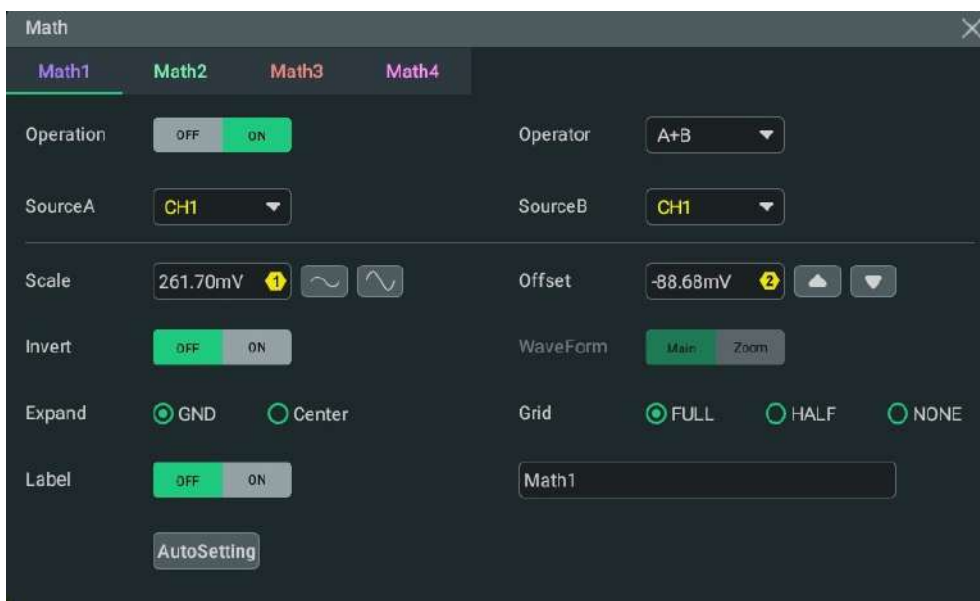 Math
Math1 Math2 Math3 Math4
Operation OFF ON Operator A+B
SourceA CH1 SourceB CH1
Scale 261.70mV 1 Offset -88.68mV 2
Invert OFF ON WaveForm Main Zoom
Expand GND Center Grid FULL HALF NONE
Label OFF ON Math1
AutoSetting